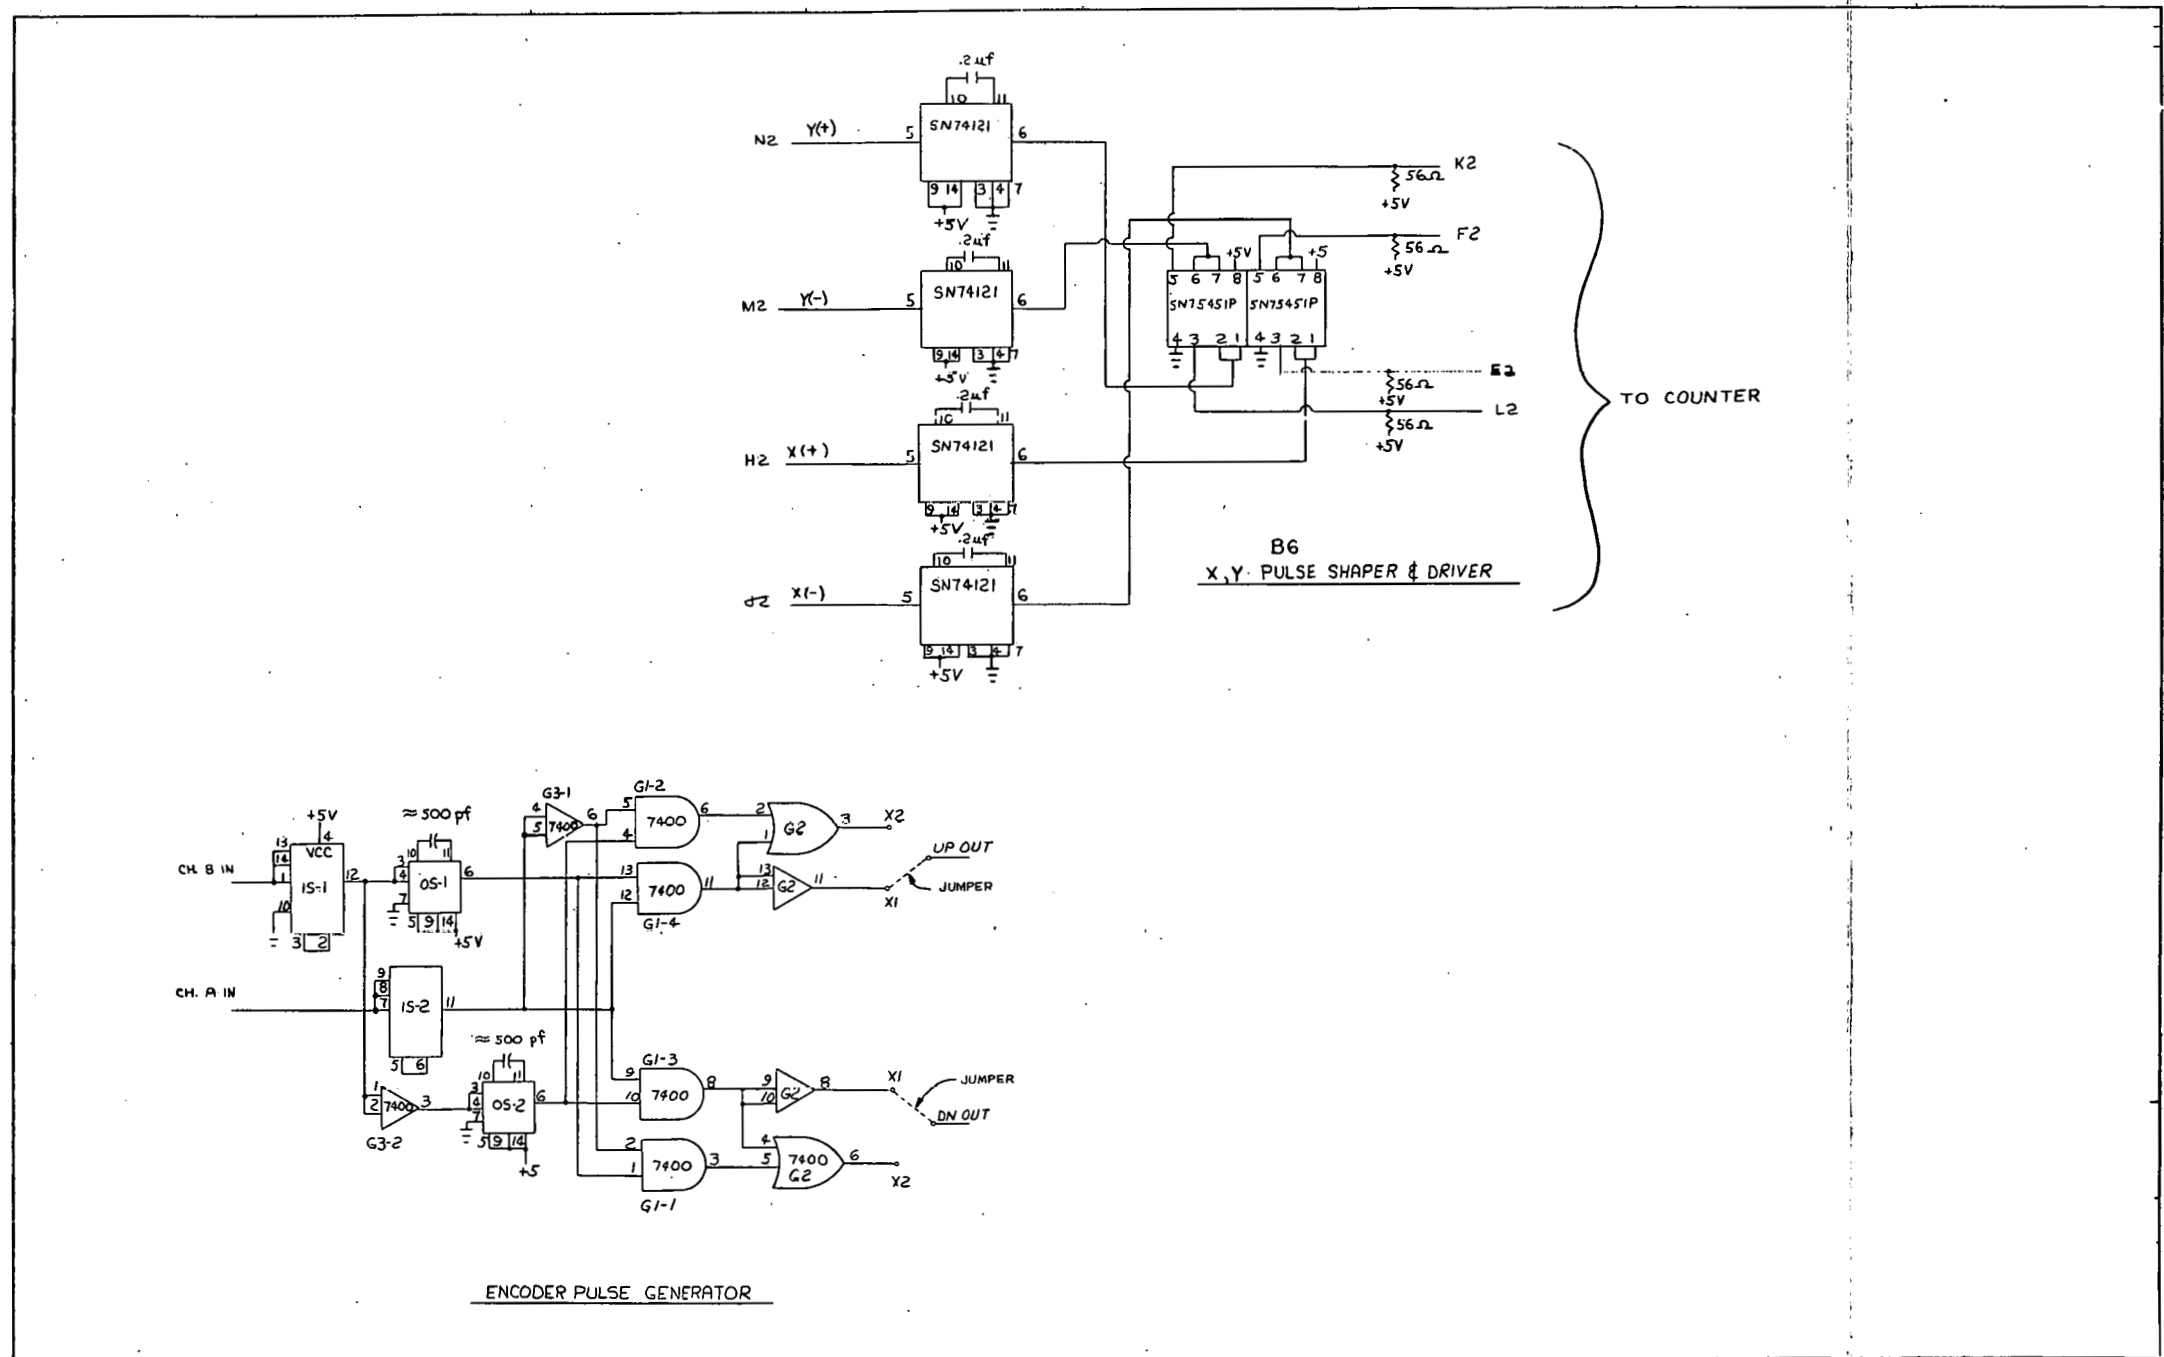 .2 uf
10 11
SN74121
N2 Y(+) 5 6
9 14 3 4 7
+5V
.2uf
10 11
SN74121
M2 Y(-) 5 6
9 14 3 4 7
+5V
.2uf
10 11
SN74121
H2 X(+) 5 6
9 14 3 4 7
+5V
.2uf
10 11
SN74121
X(-) 5 6
9 14 3 4 7
+5V
K2
56Ω
+5V
F2
56Ω
+5V
+5V +5
5 6 7 8 5 6 7 8
SN75451P SN75451P
4 3 2 1 4 3 2 1
E2
56Ω
+5V
L2
56Ω
+5V
TO COUNTER
B6
X,Y PULSE SHAPER & DRIVER
CH. B IN
+5V
4
VCC
13
14
1
IS-1
12
10
3 2
≈500 pf
10 11
3
4
OS-1
6
7
5 9 14
+5V
CH. A IN
9
8
7
IS-2
11
5 6
1
2
7400
3
G3-2
≈500 pf
10 11
3
4
OS-2
6
7
5 9 14
+5
G3-1
4
5
7400
6
G1-2
5
4
7400
6
2
1
G2
3
X2
13
12
7400
11
G1-4
13
12
G2
11
X1
UP OUT
JUMPER
G1-3
9
10
7400
8
9
10
G2
8
X1
JUMPER
DN OUT
2
1
7400
3
G1-1
4
5
7400
G2
6
X2
ENCODER PULSE GENERATOR